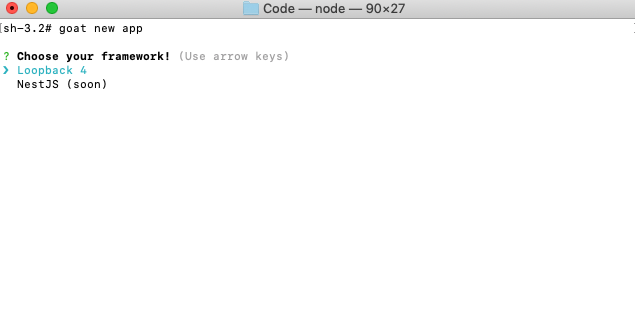 Code — node — 90×27
[sh-3.2# goat new app
? Choose your framework! (Use arrow keys)
❯ Loopback 4
NestJS (soon)